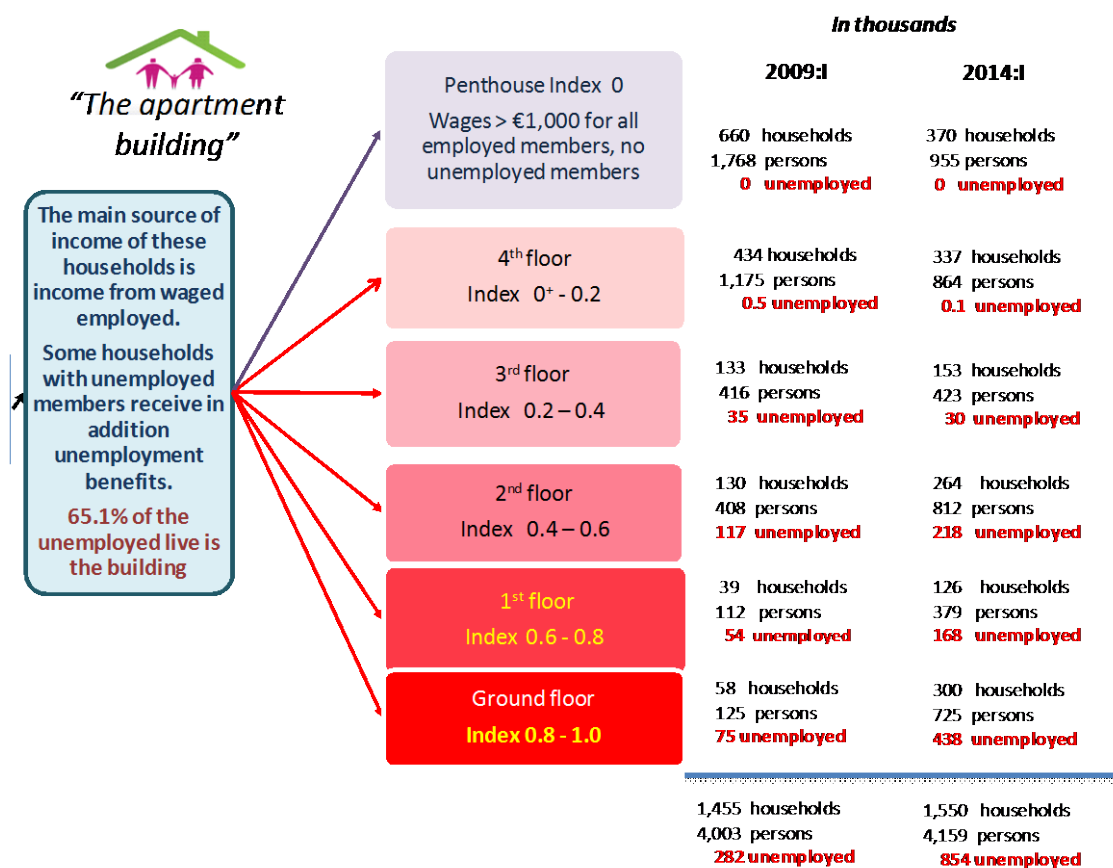 In thousands
"The apartment
building"
2009:I 2014:I
Penthouse Index 0
Wages > €1,000 for all
employed members, no
unemployed members
660 households
1,768 persons
0 unemployed
370 households
955 persons
0 unemployed
The main source of
income of these
households is
income from waged
employed.
Some households
with unemployed
members receive in
addition
unemployment
benefits.
65.1% of the
unemployed live is
the building
4th floor
Index 0+ - 0.2
434 households
1,175 persons
0.5 unemployed
337 households
864 persons
0.1 unemployed
3rd floor
Index 0.2 – 0.4
133 households
416 persons
35 unemployed
153 households
423 persons
30 unemployed
2nd floor
Index 0.4 – 0.6
130 households
408 persons
117 unemployed
264 households
812 persons
218 unemployed
1st floor
Index 0.6 - 0.8
39 households
112 persons
54 unemployed
126 households
379 persons
168 unemployed
Ground floor
Index 0.8 - 1.0
58 households
125 persons
75 unemployed
300 households
725 persons
438 unemployed
1,455 households
4,003 persons
282 unemployed
1,550 households
4,159 persons
854 unemployed